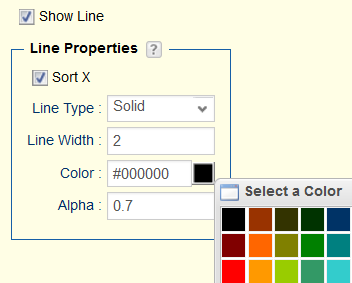 Show Line
Line Properties ?
Sort X
Line Type : Solid
Line Width : 2
Color : #000000
Select a Color
Alpha : 0.7